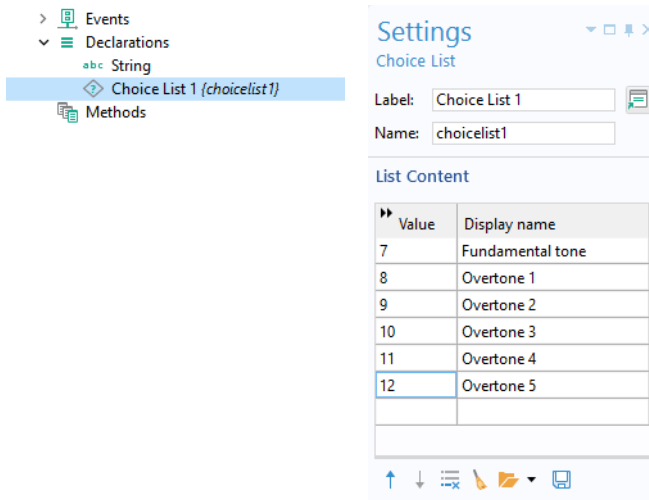 Events
Declarations
abc String
Choice List 1 {choicelist1}
Methods
Settings
Choice List
Label: Choice List 1
Name: choicelist1
List Content
Value Display name
7 Fundamental tone
8 Overtone 1
9 Overtone 2
10 Overtone 3
11 Overtone 4
12 Overtone 5